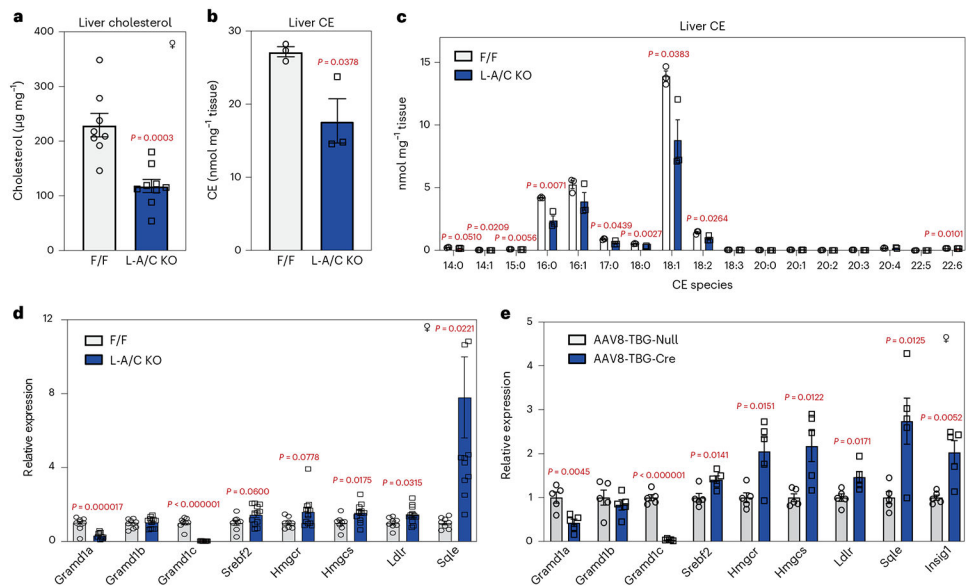 a
Liver cholesterol
♀
Cholesterol (µg mg⁻¹)
400
300
200
100
0
P = 0.0003
F/F
L-A/C KO
b
Liver CE
CE (nmol mg⁻¹ tissue)
30
20
10
0
P = 0.0378
F/F
L-A/C KO
c
Liver CE
F/F
L-A/C KO
nmol mg⁻¹ tissue
15
10
5
0
P = 0.0510
P = 0.0209
P = 0.0056
P = 0.0071
P = 0.0439
P = 0.0027
P = 0.0383
P = 0.0264
P = 0.0101
14:0 14:1 15:0 16:0 16:1 17:0 18:0 18:1 18:2 18:3 20:0 20:1 20:2 20:3 20:4 22:5 22:6
CE species
d
F/F
L-A/C KO
♀
Relative expression
12
8
4
0
P = 0.000017
P < 0.000001
P = 0.0600
P = 0.0778
P = 0.0175
P = 0.0315
P = 0.0221
Gramd1a Gramd1b Gramd1c Srebf2 Hmgcr Hmgcs Ldlr Sqle
e
AAV8-TBG-Null
AAV8-TBG-Cre
♀
Relative expression
5
4
3
2
1
0
P = 0.0045
P < 0.000001
P = 0.0141
P = 0.0151
P = 0.0122
P = 0.0171
P = 0.0125
P = 0.0052
Gramd1a Gramd1b Gramd1c Srebf2 Hmgcr Hmgcs Ldlr Sqle Insig1